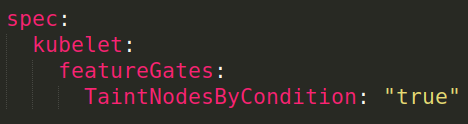 spec:
  kubelet:
    featureGates:
      TaintNodesByCondition: "true"